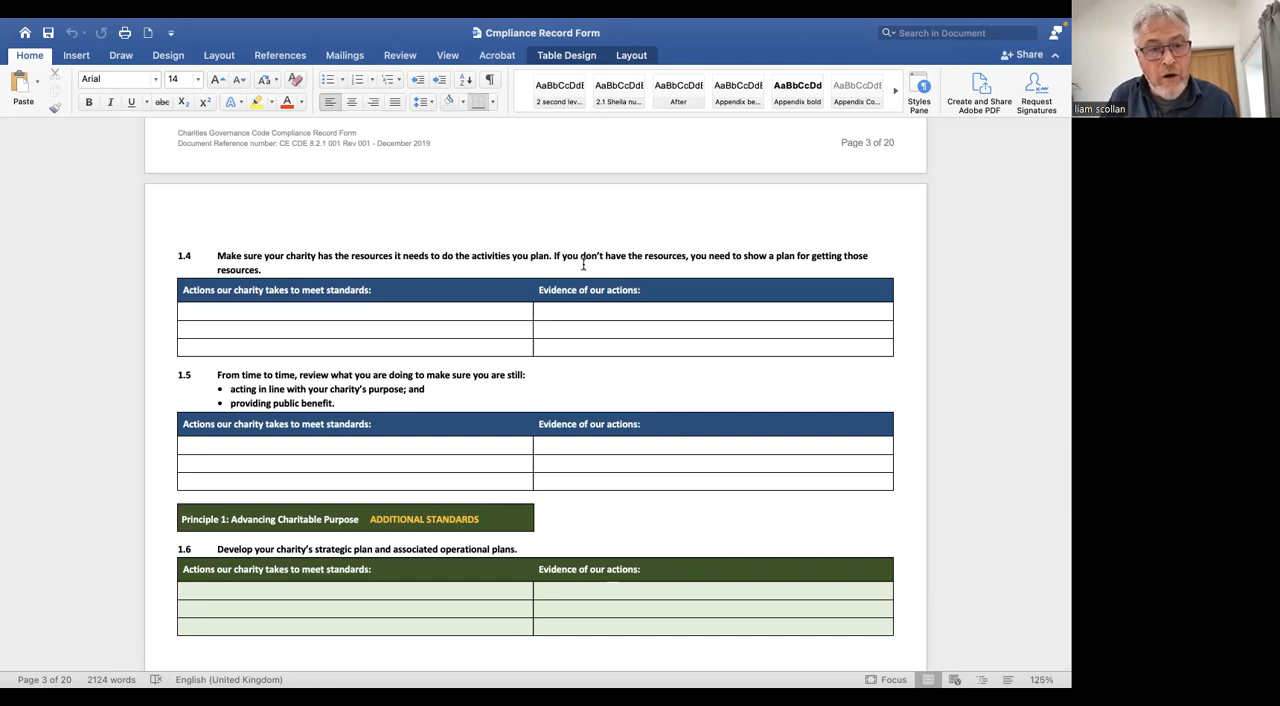 Cmpliance Record Form
Search in Document
Home Insert Draw Design Layout References Mailings Review View Acrobat Table Design Layout
Share
Paste
Arial 14
AaBbCcDdE AaBbCcDdE AaBbCcDdE AaBbCcDdE AaBbCcDd AaBbCcDdE
2 second lev... 2.1 Sheila nu... After Appendix be... Appendix bold Appendix Co...
Styles Pane
Create and Share Adobe PDF
Request Signatures
liam scollan
Charities Governance Code Compliance Record Form
Document Reference number: CE CDE 8.2.1 001 Rev 001 - December 2019
Page 3 of 20
1.4 Make sure your charity has the resources it needs to do the activities you plan. If you don't have the resources, you need to show a plan for getting those
resources.
Actions our charity takes to meet standards: Evidence of our actions:
1.5 From time to time, review what you are doing to make sure you are still:
• acting in line with your charity's purpose; and
• providing public benefit.
Actions our charity takes to meet standards: Evidence of our actions:
Principle 1: Advancing Charitable Purpose ADDITIONAL STANDARDS
1.6 Develop your charity's strategic plan and associated operational plans.
Actions our charity takes to meet standards: Evidence of our actions:
Page 3 of 20 2124 words English (United Kingdom) Focus 125%